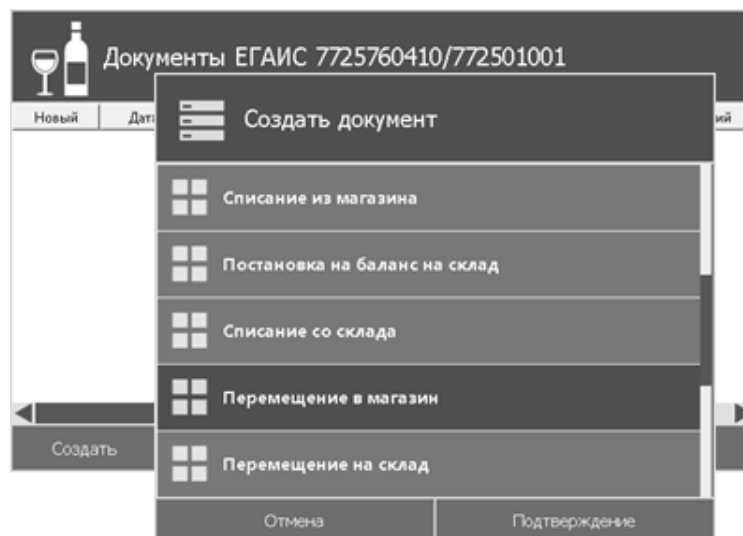 Документы ЕГАИС 7725760410/772501001
Новый
Создать документ
Списание из магазина
Постановка на баланс на склад
Списание со склада
Перемещение в магазин
Перемещение на склад
Создать
Отмена Подтверждение